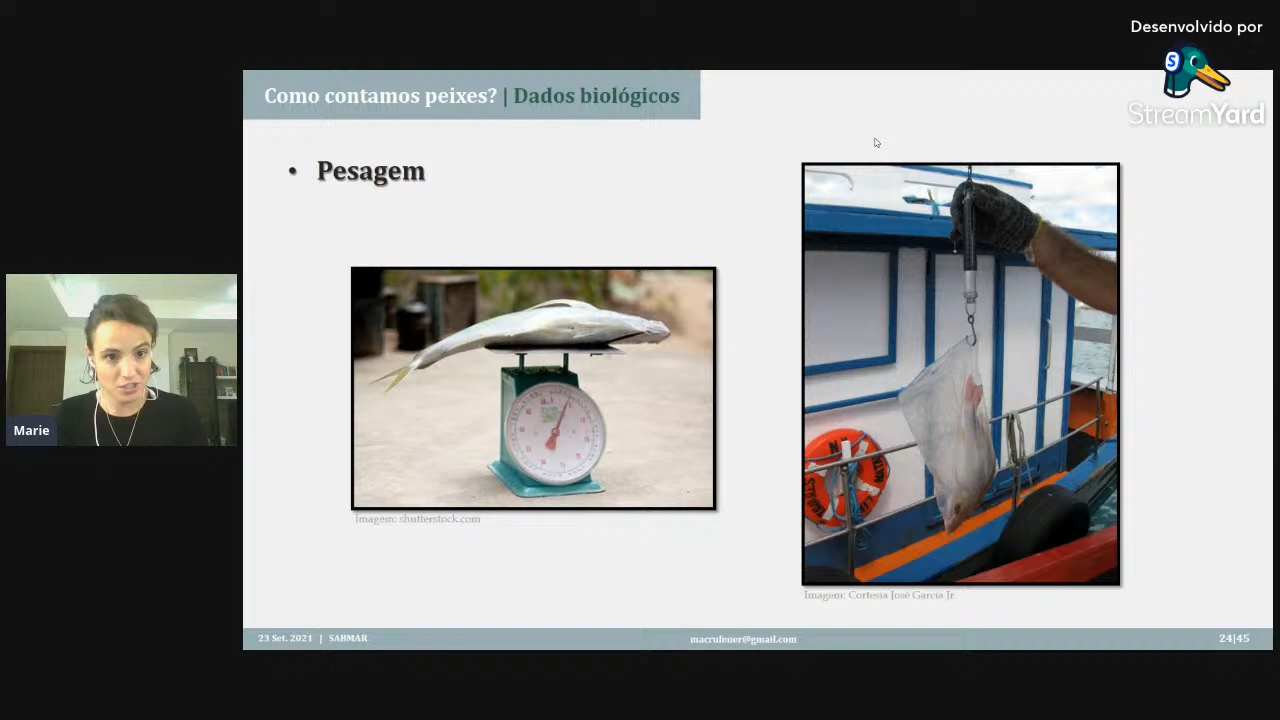 Desenvolvido por
StreamYard
Como contamos peixes? | Dados biológicos
• Pesagem
Marie
Imagem: shutterstock.com
Imagem: Cortesia José Garcia Jr.
23 Set. 2021 | SABMAR
macrufener@gmail.com
24|45